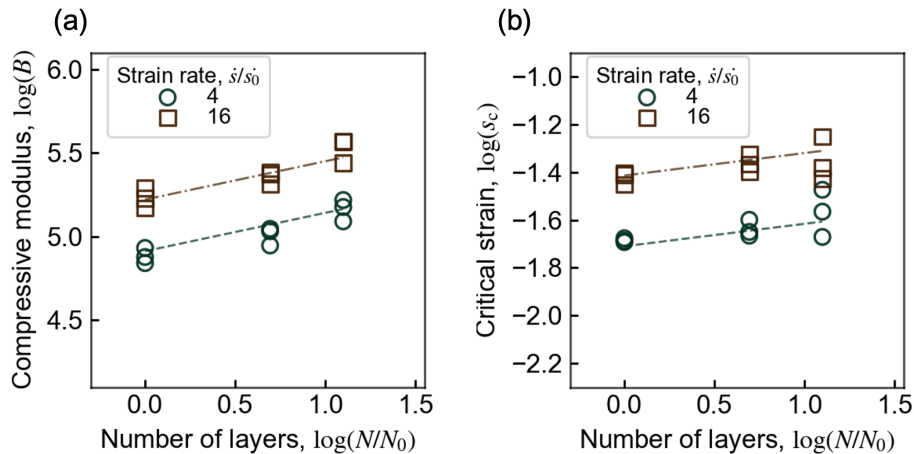 (a)
Compressive modulus, log(B)
6.0
5.5
5.0
4.5
Strain rate, ṡ/ṡ₀
4
16
0.0 0.5 1.0 1.5
Number of layers, log(N/N₀)
(b)
Critical strain, log(s_c)
−1.0
−1.2
−1.4
−1.6
−1.8
−2.0
−2.2
Strain rate, ṡ/ṡ₀
4
16
0.0 0.5 1.0 1.5
Number of layers, log(N/N₀)